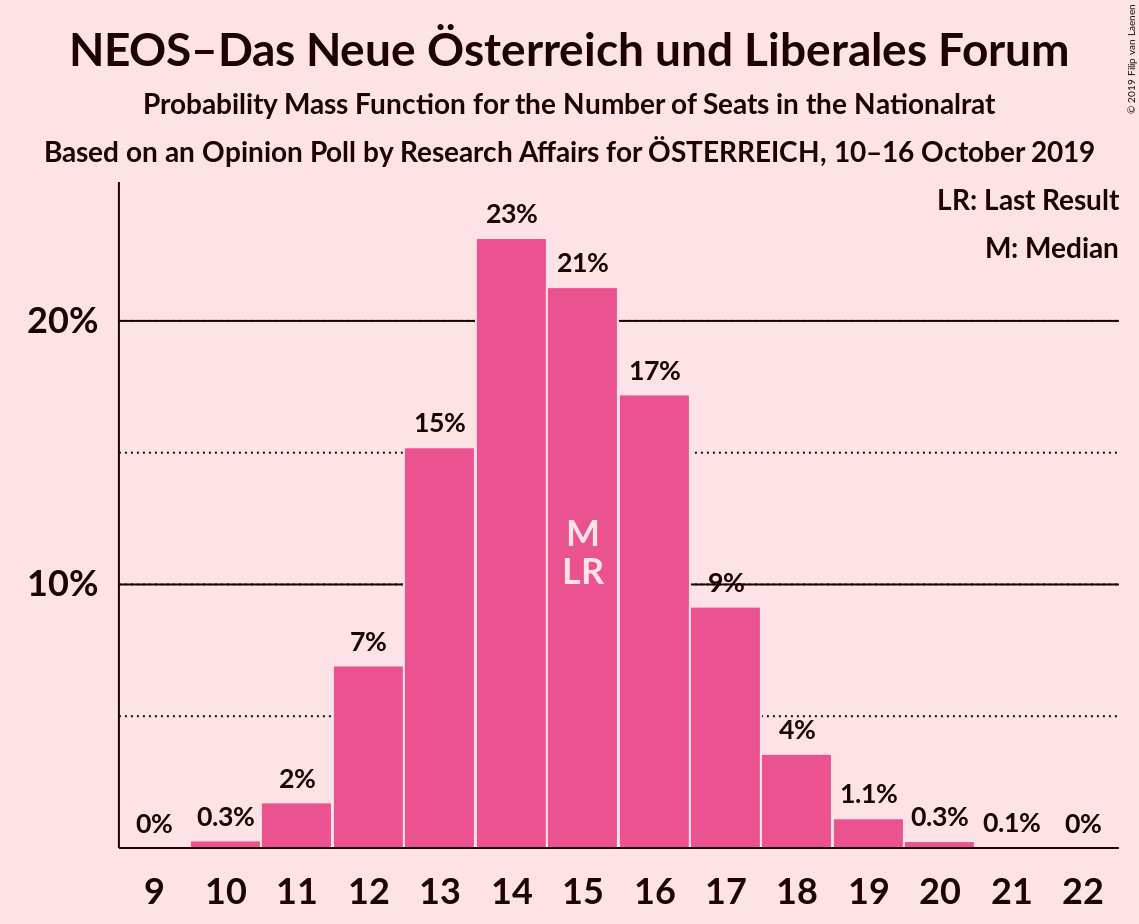 NEOS–Das Neue Österreich und Liberales Forum
Probability Mass Function for the Number of Seats in the Nationalrat
Based on an Opinion Poll by Research Affairs for ÖSTERREICH, 10–16 October 2019
© 2019 Filip van Laenen
LR: Last Result
M: Median
20%
10%
0%
0.3%
2%
7%
15%
23%
21%
17%
9%
4%
1.1%
0.3%
0.1%
0%
M
LR
9 10 11 12 13 14 15 16 17 18 19 20 21 22